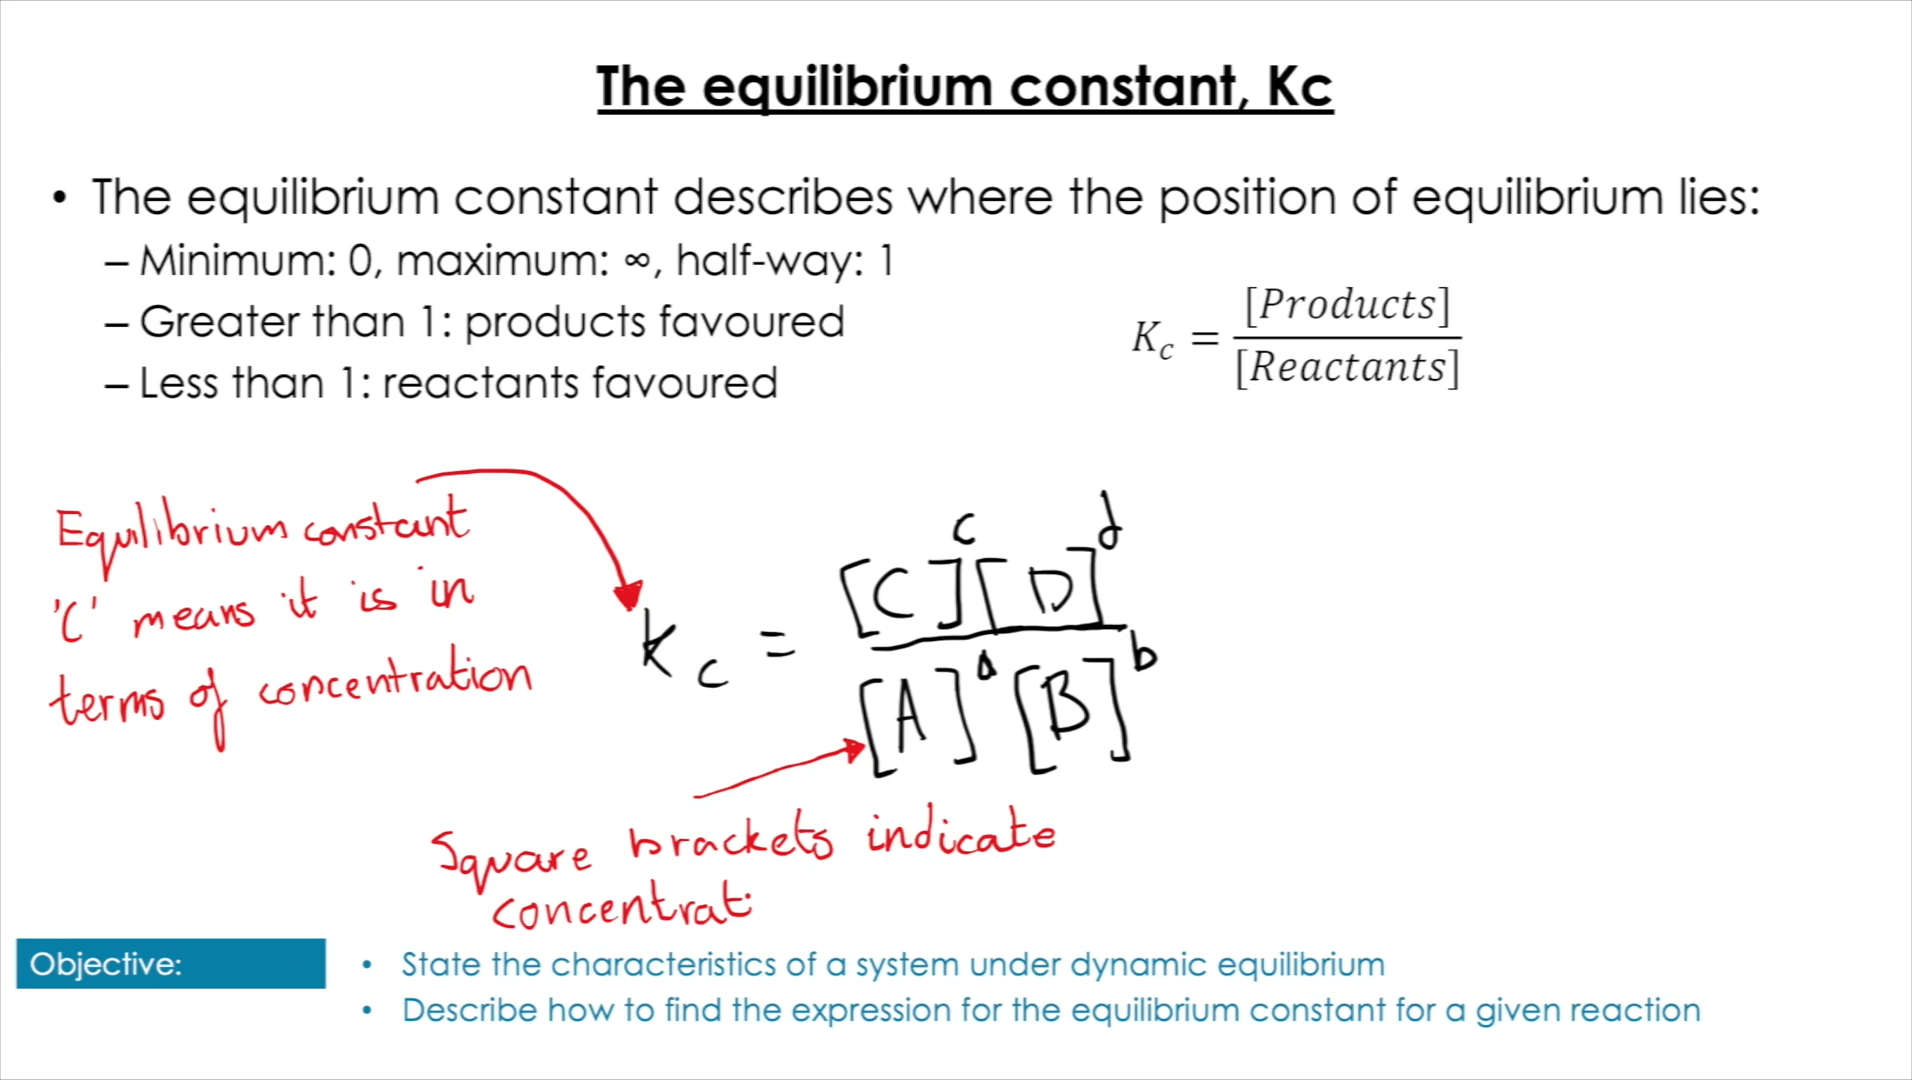 The equilibrium constant, Kc
• The equilibrium constant describes where the position of equilibrium lies:
– Minimum: 0, maximum: ∞, half-way: 1
– Greater than 1: products favoured
– Less than 1: reactants favoured
K_c = [Products] / [Reactants]
Equilibrium constant
'C' means it is in
terms of concentration
K_c = [C]^c [D]^d / [A]^a [B]^b
Square brackets indicate
concentrati
Objective:
• State the characteristics of a system under dynamic equilibrium
• Describe how to find the expression for the equilibrium constant for a given reaction